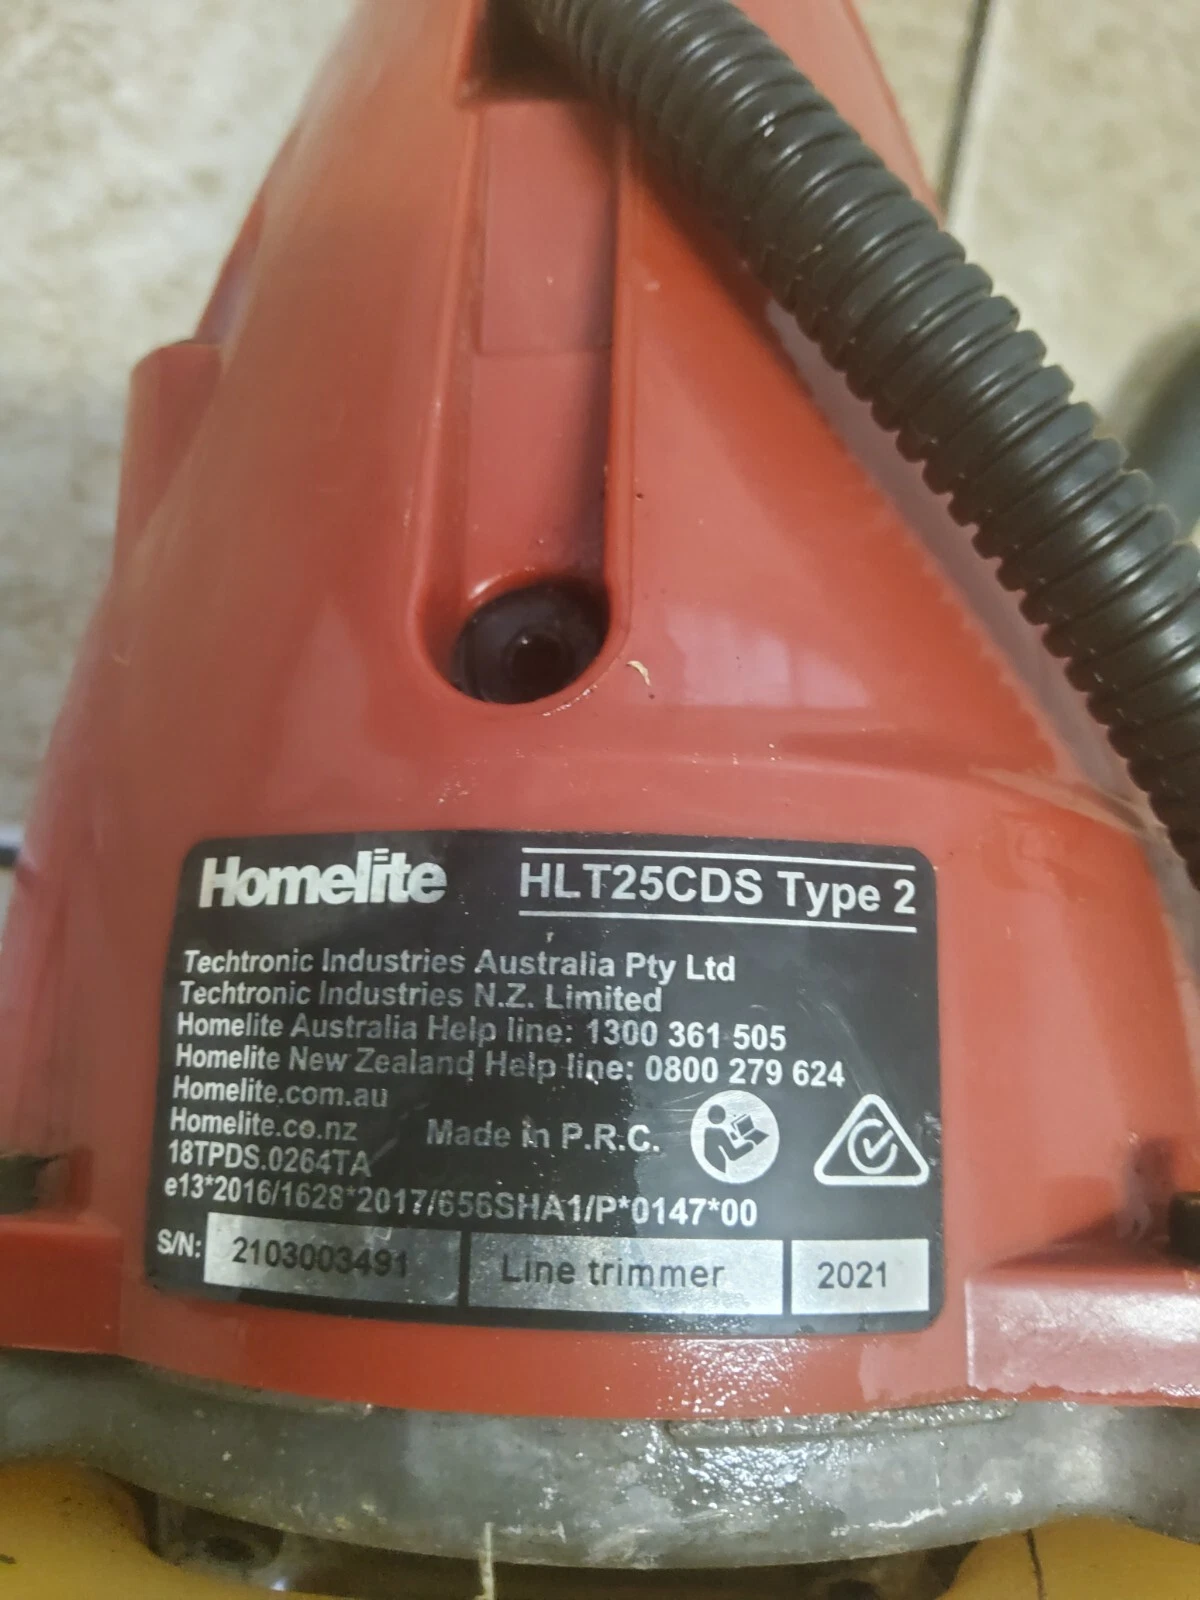 Homelite HLT25CDS Type 2
Techtronic Industries Australia Pty Ltd
Techtronic Industries N.Z. Limited
Homelite Australia Help line: 1300 361 505
Homelite New Zealand Help line: 0800 279 624
Homelite.com.au
Homelite.co.nz Made in P.R.C.
18TPDS.0264TA
e13*2016/1628*2017/656SHA1/P*0147*00
S/N: 2103003491 Line trimmer 2021